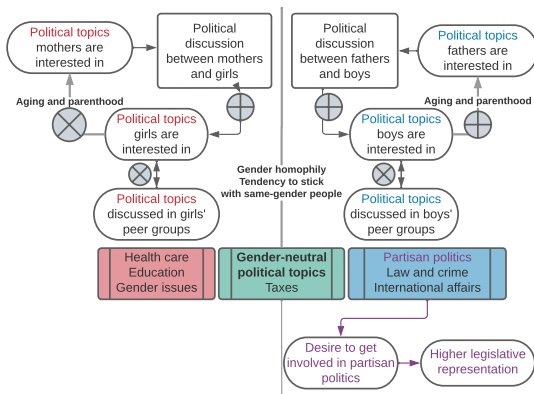 Political topics
mothers are
interested in
Political
discussion
between mothers
and girls
Political
discussion
between fathers
and boys
Political topics
fathers are
interested in
Aging and parenthood
Aging and parenthood
Political topics
girls are
interested in
Political topics
boys are
interested in
Gender homophily
Tendency to stick
with same-gender people
Political topics
discussed in girls'
peer groups
Political topics
discussed in boys'
peer groups
Health care
Education
Gender issues
Gender-neutral
political topics
Taxes
Partisan politics
Law and crime
International affairs
Desire to get
involved in partisan
politics
Higher legislative
representation